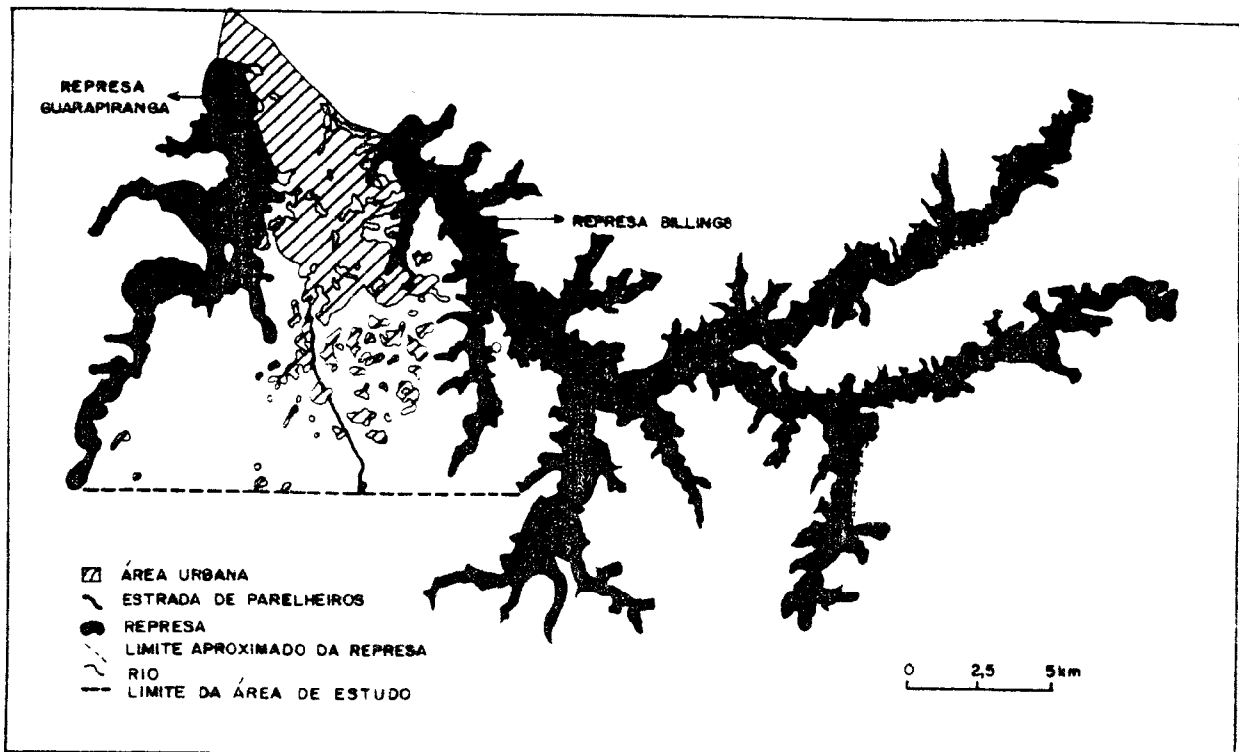 REPRESA
GUARAPIRANGA
REPRESA BILLINGS
ÁREA URBANA
ESTRADA DE PARELHEIROS
REPRESA
LIMITE APROXIMADO DA REPRESA
RIO
LIMITE DA ÁREA DE ESTUDO
0 2,5 5km